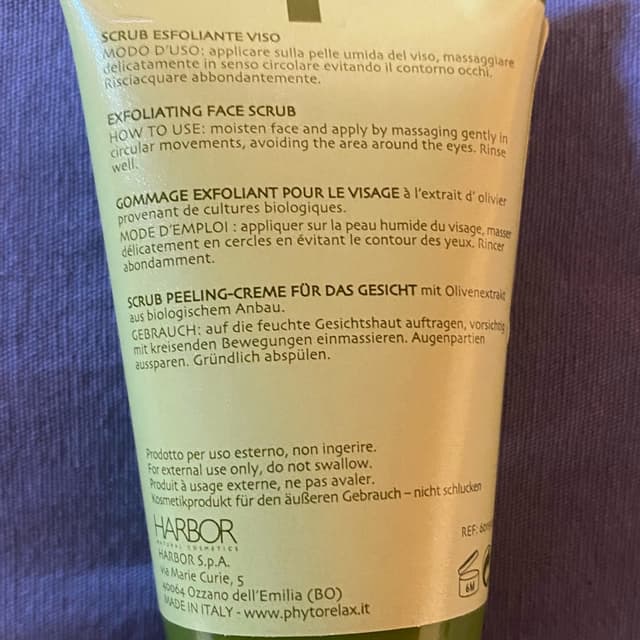 SCRUB ESFOLIANTE VISO
MODO D'USO: applicare sulla pelle umida del viso, massaggiare
delicatamente in senso circolare evitando il contorno occhi.
Risciacquare abbondantemente.
EXFOLIATING FACE SCRUB
HOW TO USE: moisten face and apply by massaging gently in
circular movements, avoiding the area around the eyes. Rinse
well.
GOMMAGE EXFOLIANT POUR LE VISAGE à l'extrait d' olivier
provenant de cultures biologiques.
MODE D'EMPLOI : appliquer sur la peau humide du visage, masser
délicatement en cercles en évitant le contour des yeux. Rincer
abondamment.
SCRUB PEELING-CREME FÜR DAS GESICHT mit Olivenextrakt
aus biologischem Anbau.
GEBRAUCH: auf die feuchte Gesichtshaut auftragen, vorsichtig
mit kreisenden Bewegungen einmassieren. Augenpartien
aussparen. Gründlich abspülen.
Prodotto per uso esterno, non ingerire.
For external use only, do not swallow.
Produit à usage externe, ne pas avaler.
Kosmetikprodukt für den äußeren Gebrauch – nicht schlucken
HARBOR
NATURAL COSMETICS
HARBOR S.p.A.
via Marie Curie, 5
40064 Ozzano dell'Emilia (BO)
MADE IN ITALY - www.phytorelax.it
REF:
6M